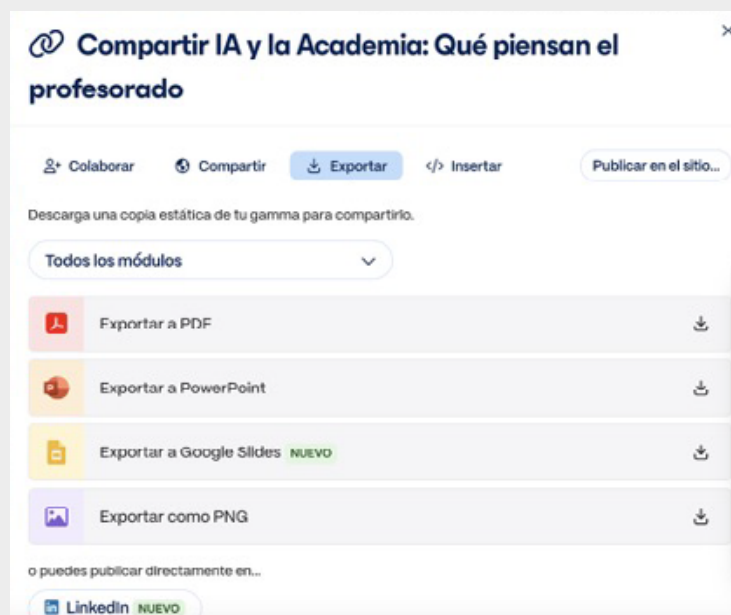 Compartir IA y la Academia: Qué piensan el
profesorado
Colaborar
Compartir
Exportar
</> Insertar
Publicar en el sitio...
Descarga una copia estática de tu gamma para compartirlo.
Todos los módulos
Exportar a PDF
Exportar a PowerPoint
Exportar a Google Slides NUEVO
Exportar como PNG
o puedes publicar directamente en...
LinkedIn NUEVO